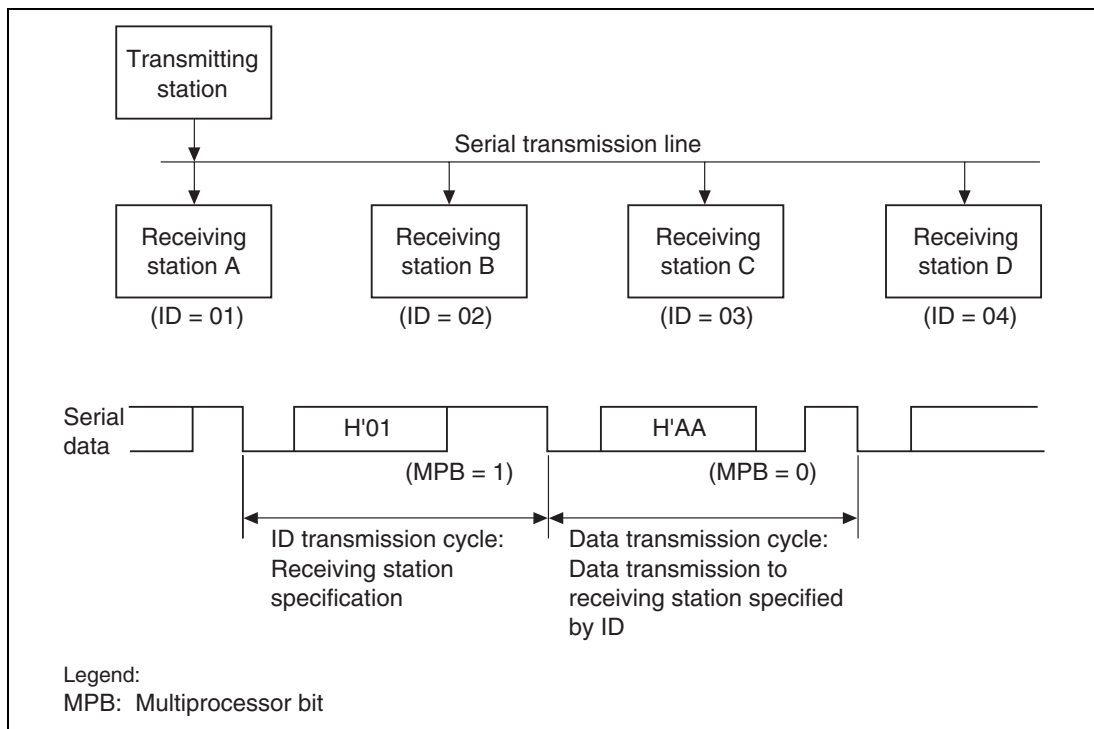 Transmitting
station
Serial transmission line
Receiving
station A
(ID = 01)
Receiving
station B
(ID = 02)
Receiving
station C
(ID = 03)
Receiving
station D
(ID = 04)
Serial
data
H'01
(MPB = 1)
H'AA
(MPB = 0)
ID transmission cycle:
Receiving station
specification
Data transmission cycle:
Data transmission to
receiving station specified
by ID
Legend:
MPB: Multiprocessor bit